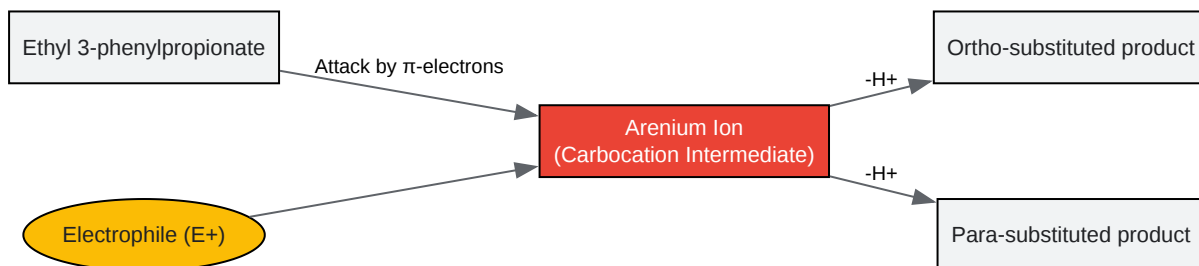 Ethyl 3-phenylpropionate
Attack by π-electrons
Electrophile (E+)
Arenium Ion
(Carbocation Intermediate)
-H+
Ortho-substituted product
-H+
Para-substituted product